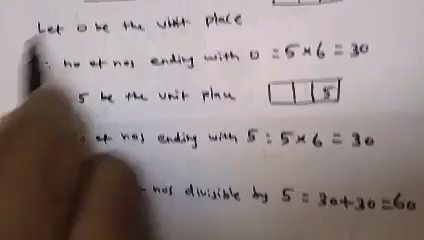 Let 0 be the unit place
∴ no of nos ending with 0 = 5 × 6 = 30
5 be the unit place 5
of nos ending with 5 = 5 × 6 = 30
nos divisible by 5 = 30+30 = 60